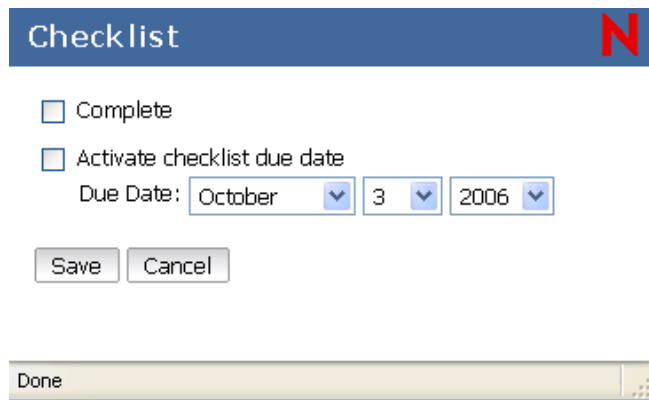 Checklist N
Complete
Activate checklist due date
Due Date: October 3 2006
Save Cancel
Done